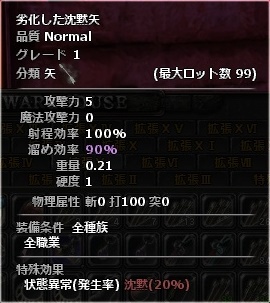 劣化した沈黙矢
品質 Normal
グレード 1
分類 矢 (最大ロット数 99)
攻撃力 5
魔法攻撃力 0
射程効率 100%
溜め効率 90%
重量 0.21
硬度 1
物理属性 斬0 打100 突0
装備条件 全種族
全職業
特殊効果
状態異常(発生率) 沈黙(20%)